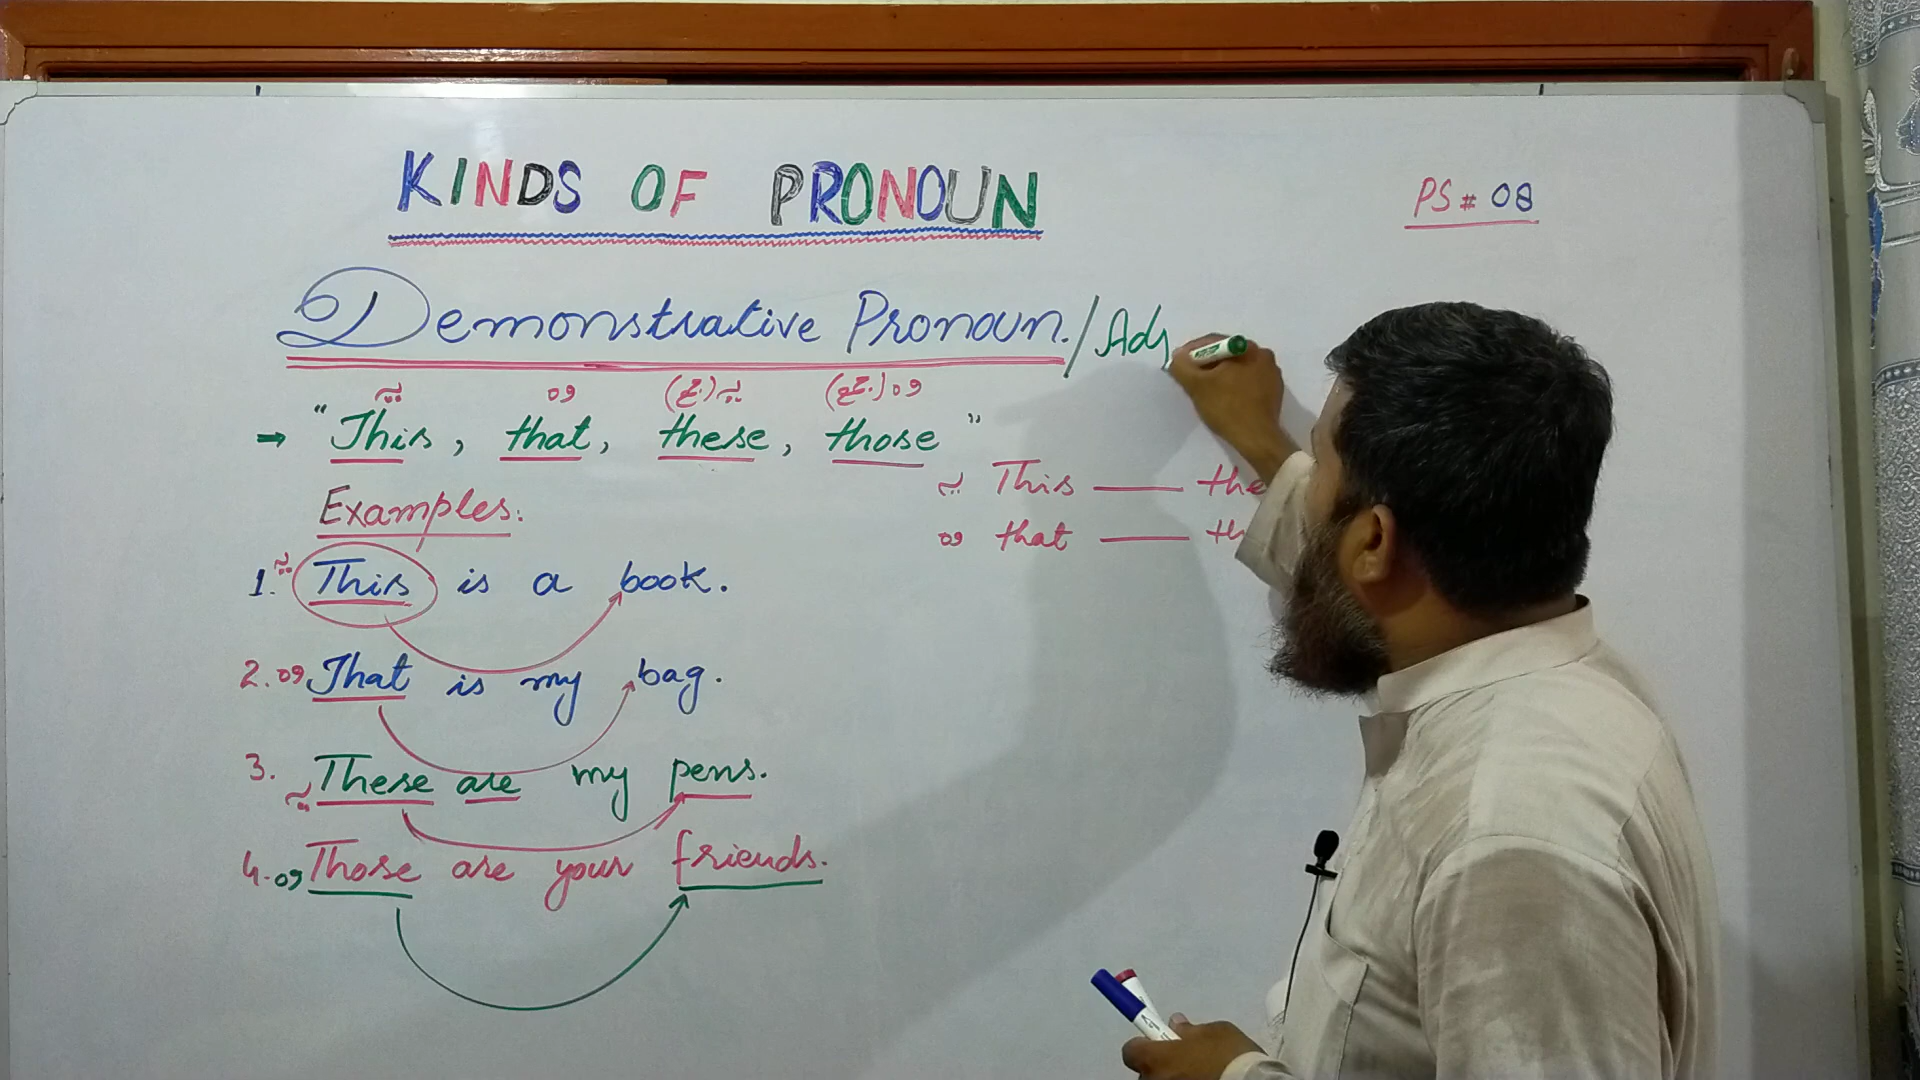 KINDS OF PRONOUN
PS # 08
Demonstrative Pronoun. / Adj
یہ وہ یہ (جمع) وہ (جمع)
→ "This, that, these, those"
یہ This —— the
Examples:
وہ that —— th
1. یہ This is a book.
2. وہ That is my bag.
3. یہ These are my pens.
4. وہ Those are your friends.